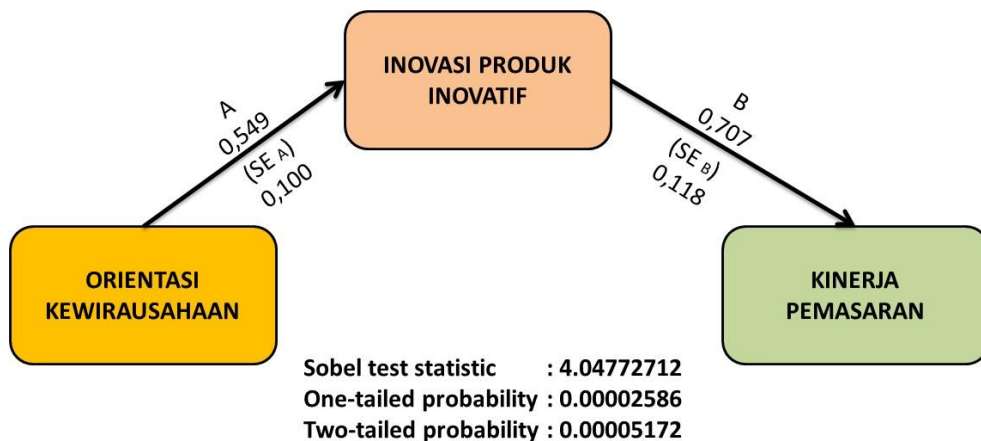 INOVASI PRODUK
INOVATIF
A
0,549
(SE A)
0,100
B
0,707
(SE B)
0,118
ORIENTASI
KEWIRAUSAHAAN
KINERJA
PEMASARAN
Sobel test statistic : 4.04772712
One-tailed probability : 0.00002586
Two-tailed probability : 0.00005172